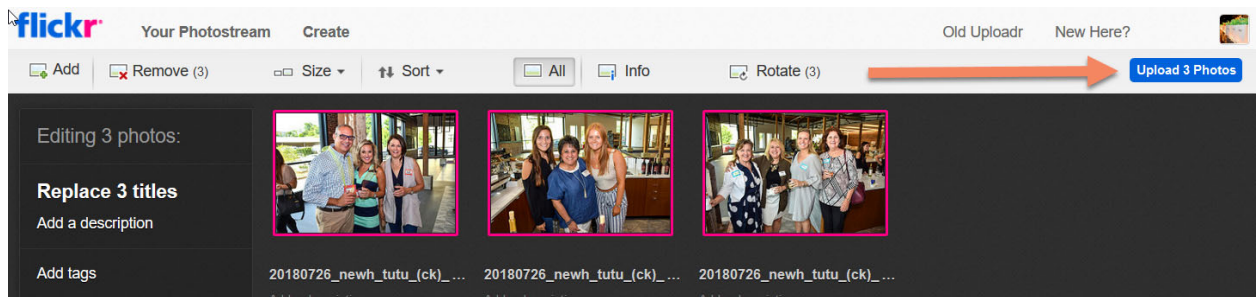 flickr
Your Photostream Create Old Uploadr New Here?
Add Remove (3) Size Sort All Info Rotate (3) Upload 3 Photos
Editing 3 photos:
Replace 3 titles
Add a description
Add tags
20180726_newh_tutu_(ck)_ ... 20180726_newh_tutu_(ck)_ ... 20180726_newh_tutu_(ck)_ ...